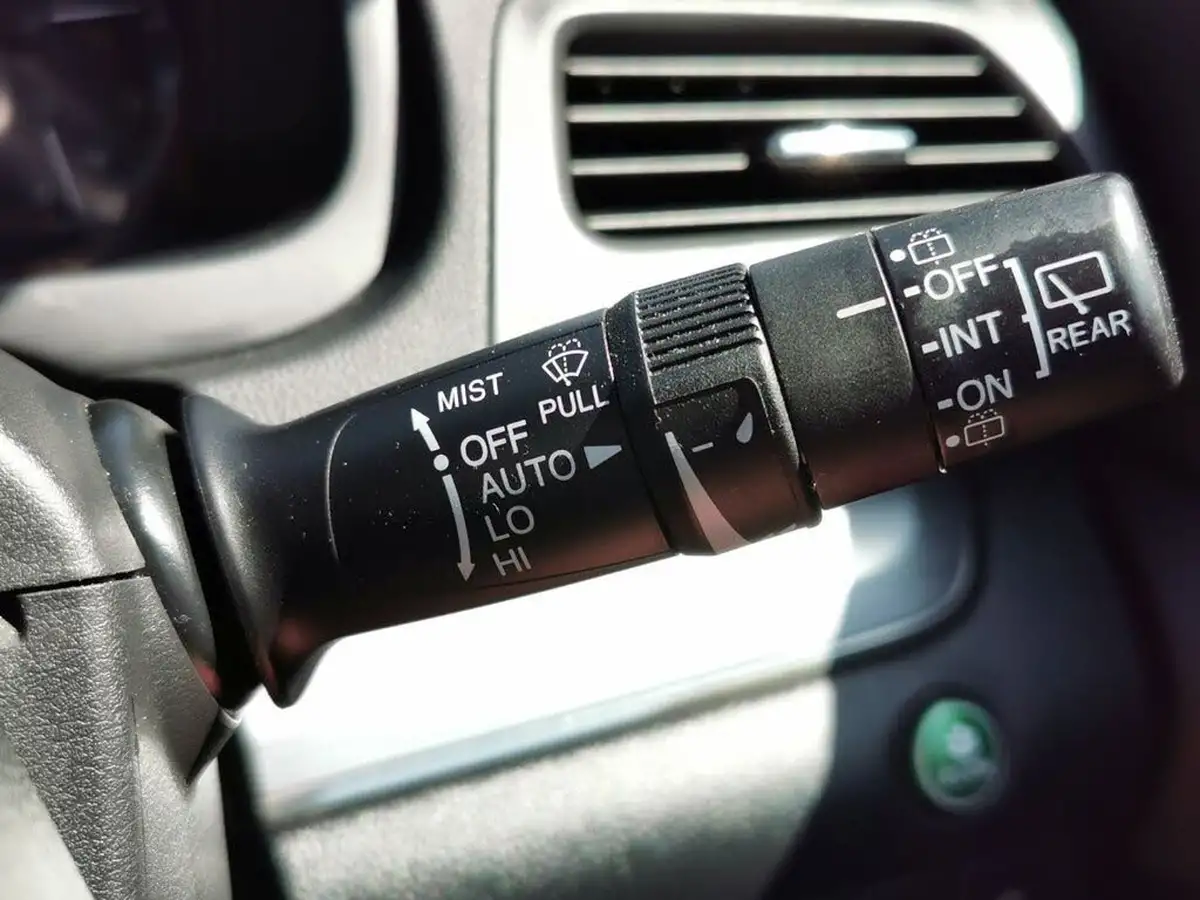 MIST
PULL
OFF
AUTO
LO
HI
OFF
INT
ON
REAR